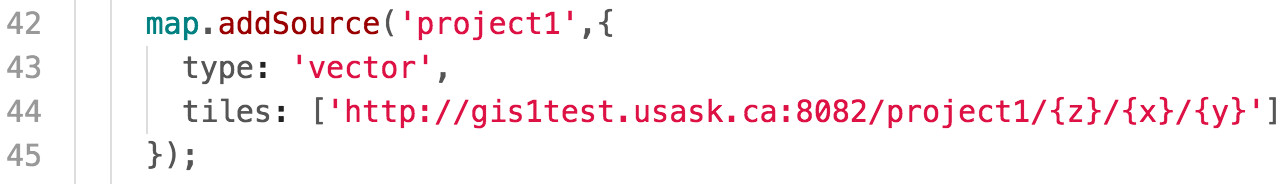 42 map.addSource('project1',{
43 type: 'vector',
44 tiles: ['http://gis1test.usask.ca:8082/project1/{z}/{x}/{y}']
45 });